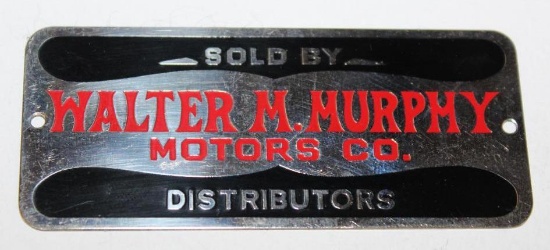 SOLD BY
WALTER M. MURPHY
MOTORS CO.
DISTRIBUTORS